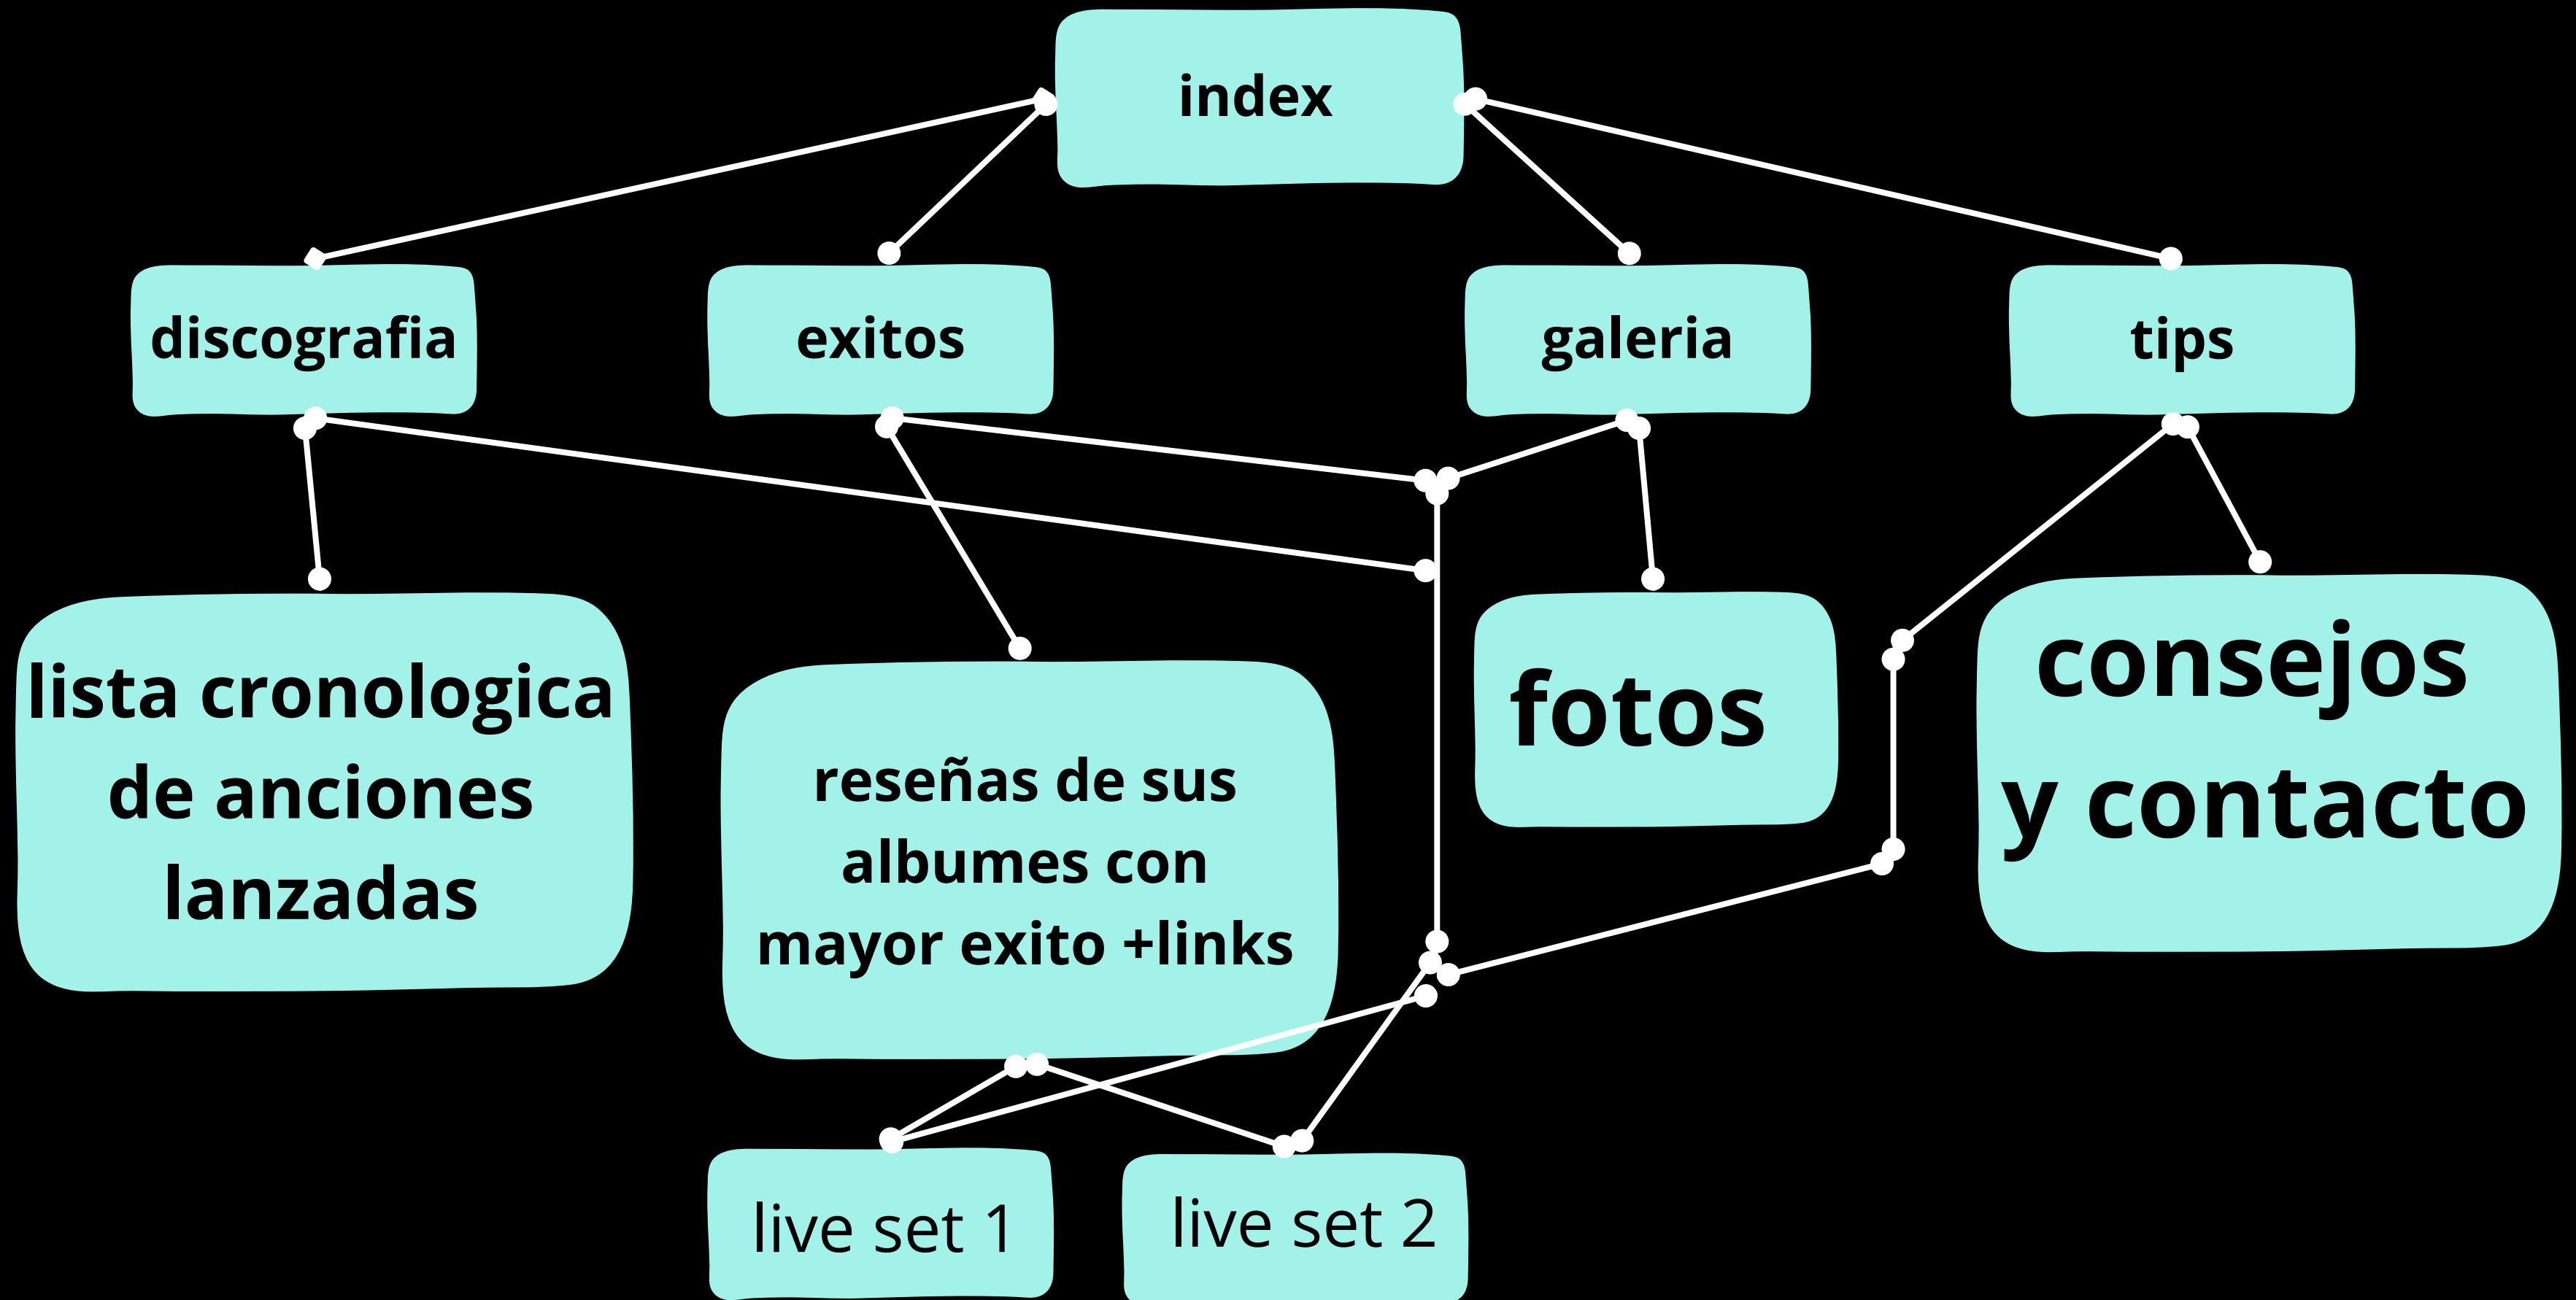 index
discografia
exitos
galeria
tips
lista cronologica
de anciones
lanzadas
reseñas de sus
albumes con
mayor exito +links
fotos
consejos
y contacto
live set 1
live set 2